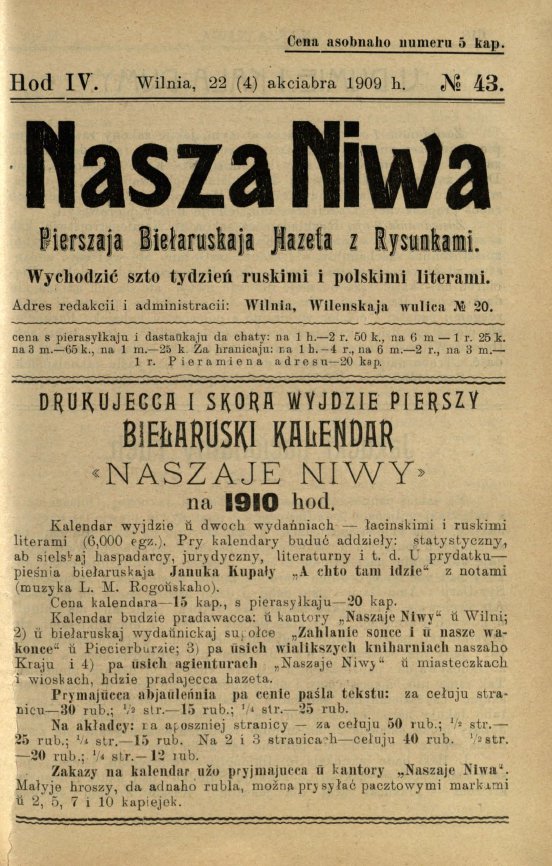 Cena asobnaho numeru 5 kap.
Hod IV. Wilnia, 22 (4) akciabra 1909 h. № 43.
Nasza Niwa
Pierszaja Biełaruskaja Hazeta z Rysunkami.
Wychodzić szto tydzień ruskimi i polskimi literami.
Adres redakcii i administracii: Wilnia, Wilenskaja wulica № 20.
cena s pierasyłkaju i dastaŭkaju da chaty: na 1 h.—2 r. 50 k., na 6 m — 1 r. 25 k.
na 3 m.—65 k., na 1 m.—25 k. Za hranicaju: na 1 h.-4 r., na 6 m.—2 r., na 3 m.—
1 r. Pieramiena adresu—20 kap.
DRUKUJECCA I SKORA WYJDZIE PIERSZY
BIEŁARUSKI KALENDAR
«NASZAJE NIWY»
na 1910 hod.
Kalendar wyjdzie ŭ dwoch wydańniach — łacinskimi i ruskimi
literami (6,000 egz.). Pry kalendary buduć addzieły: statystyczny,
ab sielskaj haspadarcy, jurydyczny, literaturny i t. d. U prydatku—
pieśnia biełaruskaja Januka Kupały „A chto tam idzie“ z notami
(muzyka L. M. Rogoŭskaho).
Cena kalendara—15 kap., s pierasyłkaju—20 kap.
Kalendar budzie pradawacca: ŭ kantory „Naszaje Niwy“ ŭ Wilni;
2) ŭ biełaruskaj wydaŭnickaj supołce „Zahlanie sonce i ŭ nasze wa-
konce“ ŭ Piecierburzie; 3) pa ŭsich wialikszych kniharniach naszaho
Kraju i 4) pa ŭsich agienturach „Naszaje Niwy“ ŭ miasteczkach
i wioskah, hdzie pradajecca hazeta.
Prymajucca abjaŭleńnia pa cenie paśla tekstu: za cełuju stra-
nicu—30 rub.; ½ str.—15 rub.; ¼ str.—25 rub.
Na akładcy: na aposzniej stranicy — za cełuju 50 rub.; ½ str.—
25 rub.; ¼ str.—15 rub. Na 2 i 3 stranicach—cełuju 40 rub. ½ str.
—20 rub.; ¼ str.— 12 rub.
Zakazy na kalendar użo pryjmajucca ŭ kantory „Naszaje Niwa“.
Małyje hroszy, da adnaho rubla, można prysyłać pacztowymi markami
ŭ 2, 5, 7 i 10 kapiejek.